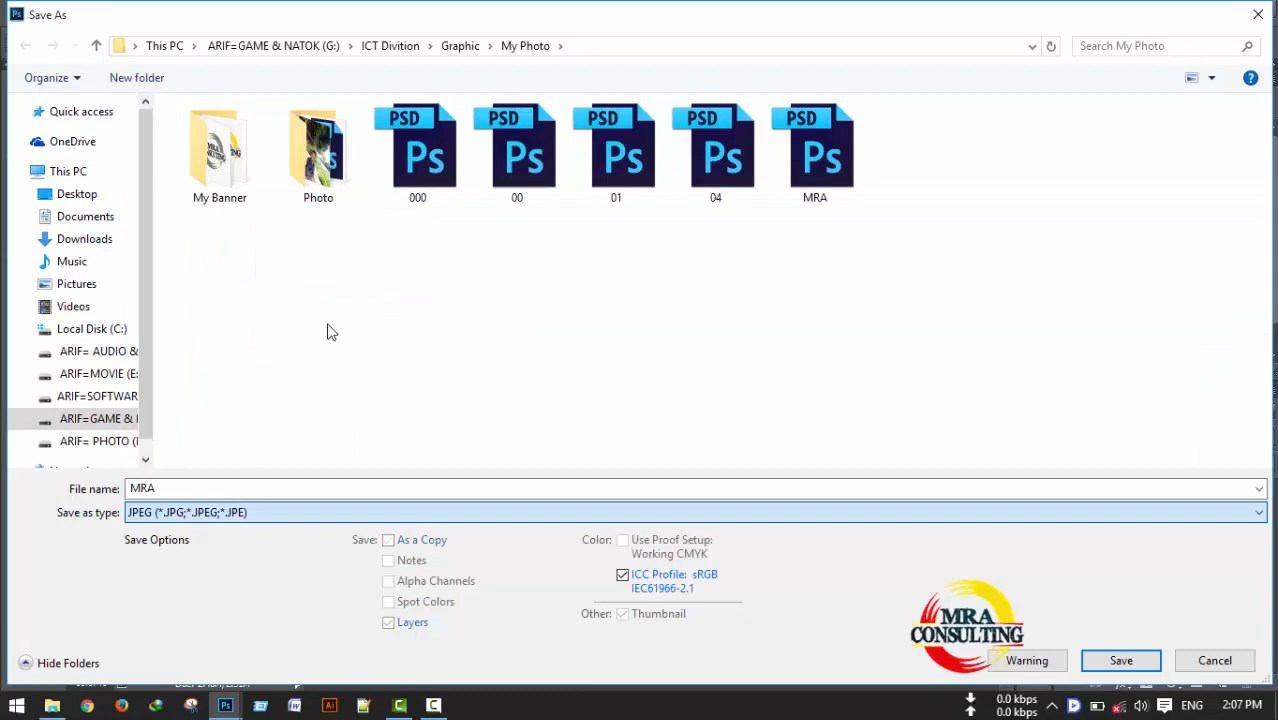 Save As
This PC > ARIF=GAME & NATOK (G:) > ICT Divition > Graphic > My Photo >
Search My Photo
Organize
New folder
Quick access
OneDrive
This PC
Desktop
Documents
Downloads
Music
Pictures
Videos
Local Disk (C:)
ARIF= AUDIO &
ARIF=MOVIE (E:
ARIF=SOFTWAR
ARIF=GAME &
ARIF= PHOTO (
PSD PSD PSD PSD PSD
Ps Ps Ps Ps Ps
My Banner Photo 000 00 01 04 MRA
File name: MRA
Save as type: JPEG (*.JPG;*.JPEG;*.JPE)
Save Options
Save: As a Copy
Notes
Alpha Channels
Spot Colors
Layers
Color: Use Proof Setup:
Working CMYK
ICC Profile: sRGB
IEC61966-2.1
Other: Thumbnail
MRA
CONSULTING
Hide Folders
Warning
Save
Cancel
0.0 kbps
0.0 kbps
ENG
2:07 PM